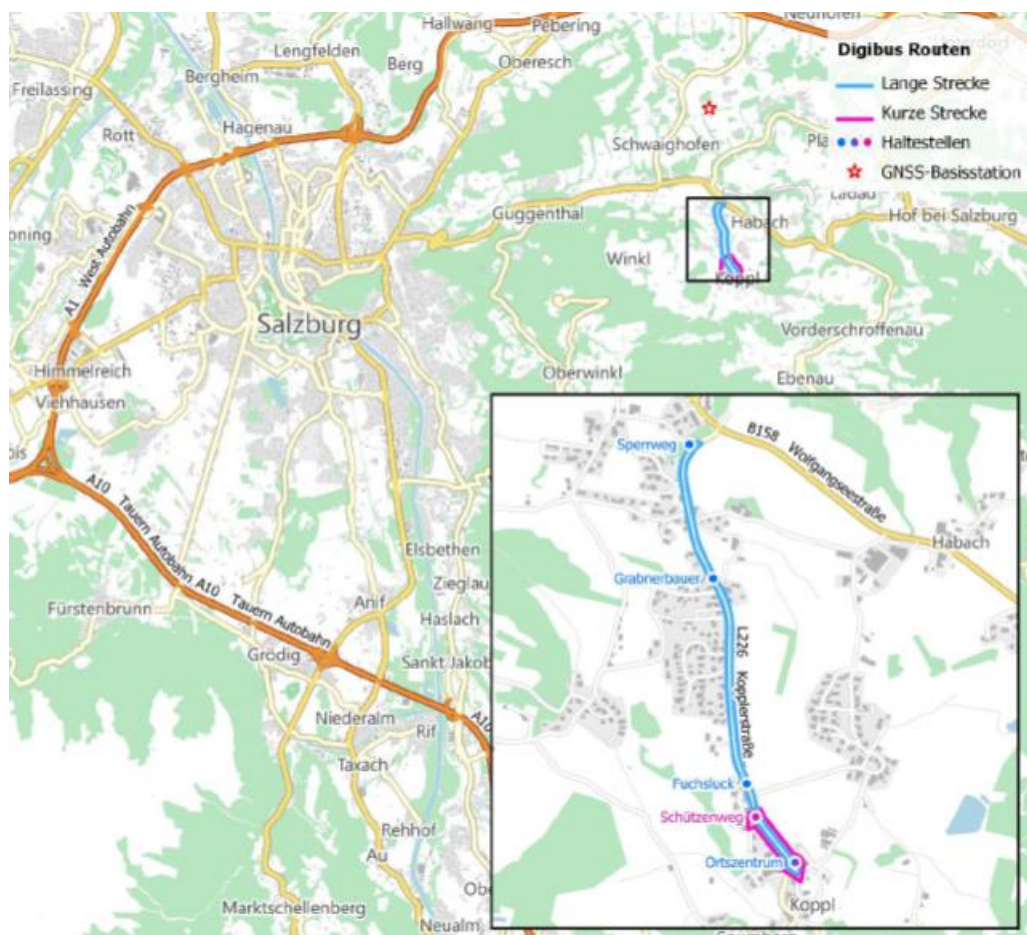 Hallwang
Pebering
Neuhofen
Lengfelden
Berg
Oberesch
Bergheim
Freilassing
Rott
Hagenau
Digibus Routen
Lange Strecke
Kurze Strecke
Haltestellen
GNSS-Basisstation
Schwaighofen
Guggenthal
Habach
Hof bei Salzburg
Winkl
Koppl
A1 West Autobahn
Salzburg
Vorderschroffenau
Himmelreich
Oberwinkl
Ebenau
Viehhausen
Sperrweg
B158 Wolfgangseestraße
A10 Tauern Autobahn
A10 Tauern Autobahn
Elsbethen
Habach
Grabnerbauer
Zieglau
Fürstenbrunn
Anif
Haslach
L226 Kopplerstraße
Grödig
Sankt Jakob
Niederalm
Rif
A10
Taxach
Fuchsluck
Schützenweg
Rehhof
Ortszentrum
Au
Koppl
Marktschellenberg
Neualm